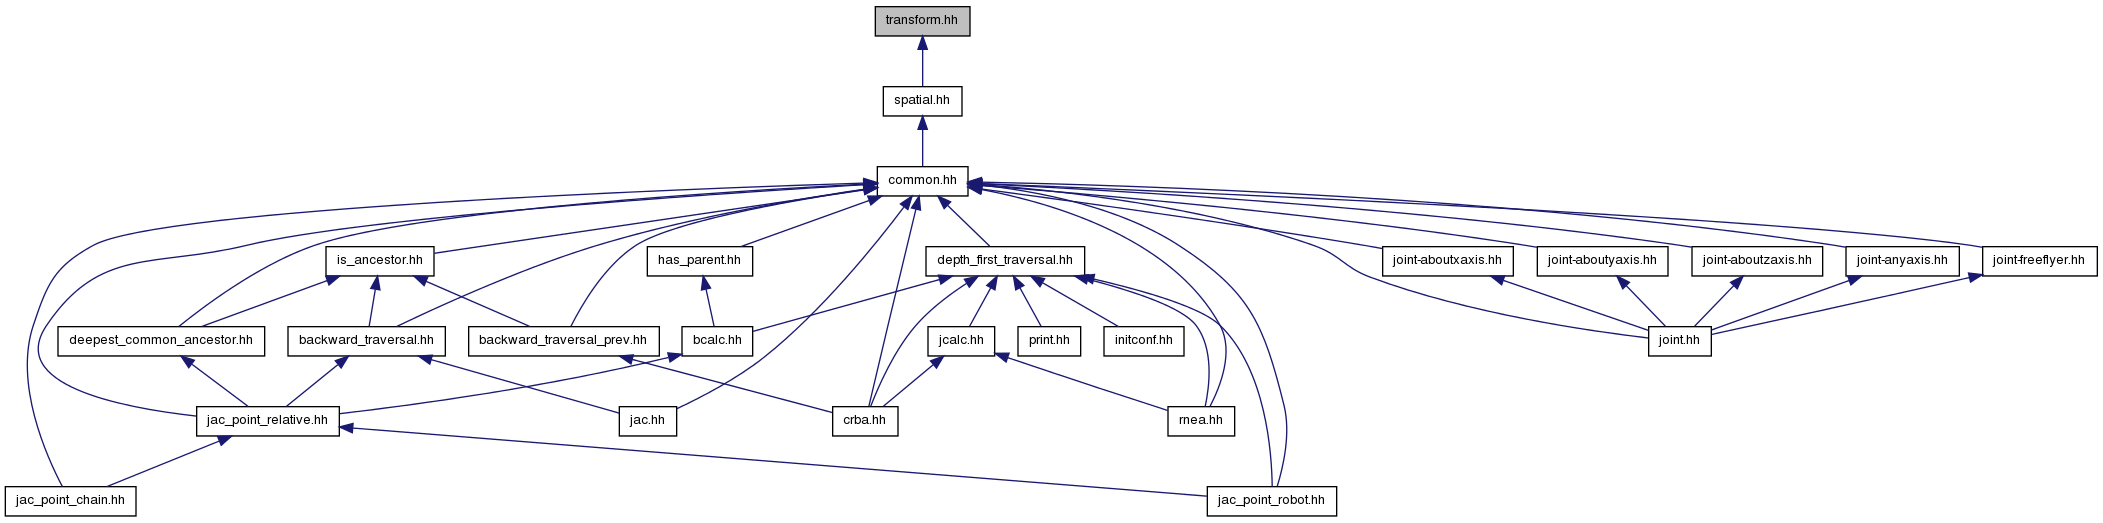 transform.hh
spatial.hh
common.hh
is_ancestor.hh
has_parent.hh
depth_first_traversal.hh
joint-aboutxaxis.hh
joint-aboutyaxis.hh
joint-aboutzaxis.hh
joint-anyaxis.hh
joint-freeflyer.hh
deepest_common_ancestor.hh
backward_traversal.hh
backward_traversal_prev.hh
bcalc.hh
jcalc.hh
print.hh
initconf.hh
joint.hh
jac_point_relative.hh
jac.hh
crba.hh
rnea.hh
jac_point_chain.hh
jac_point_robot.hh